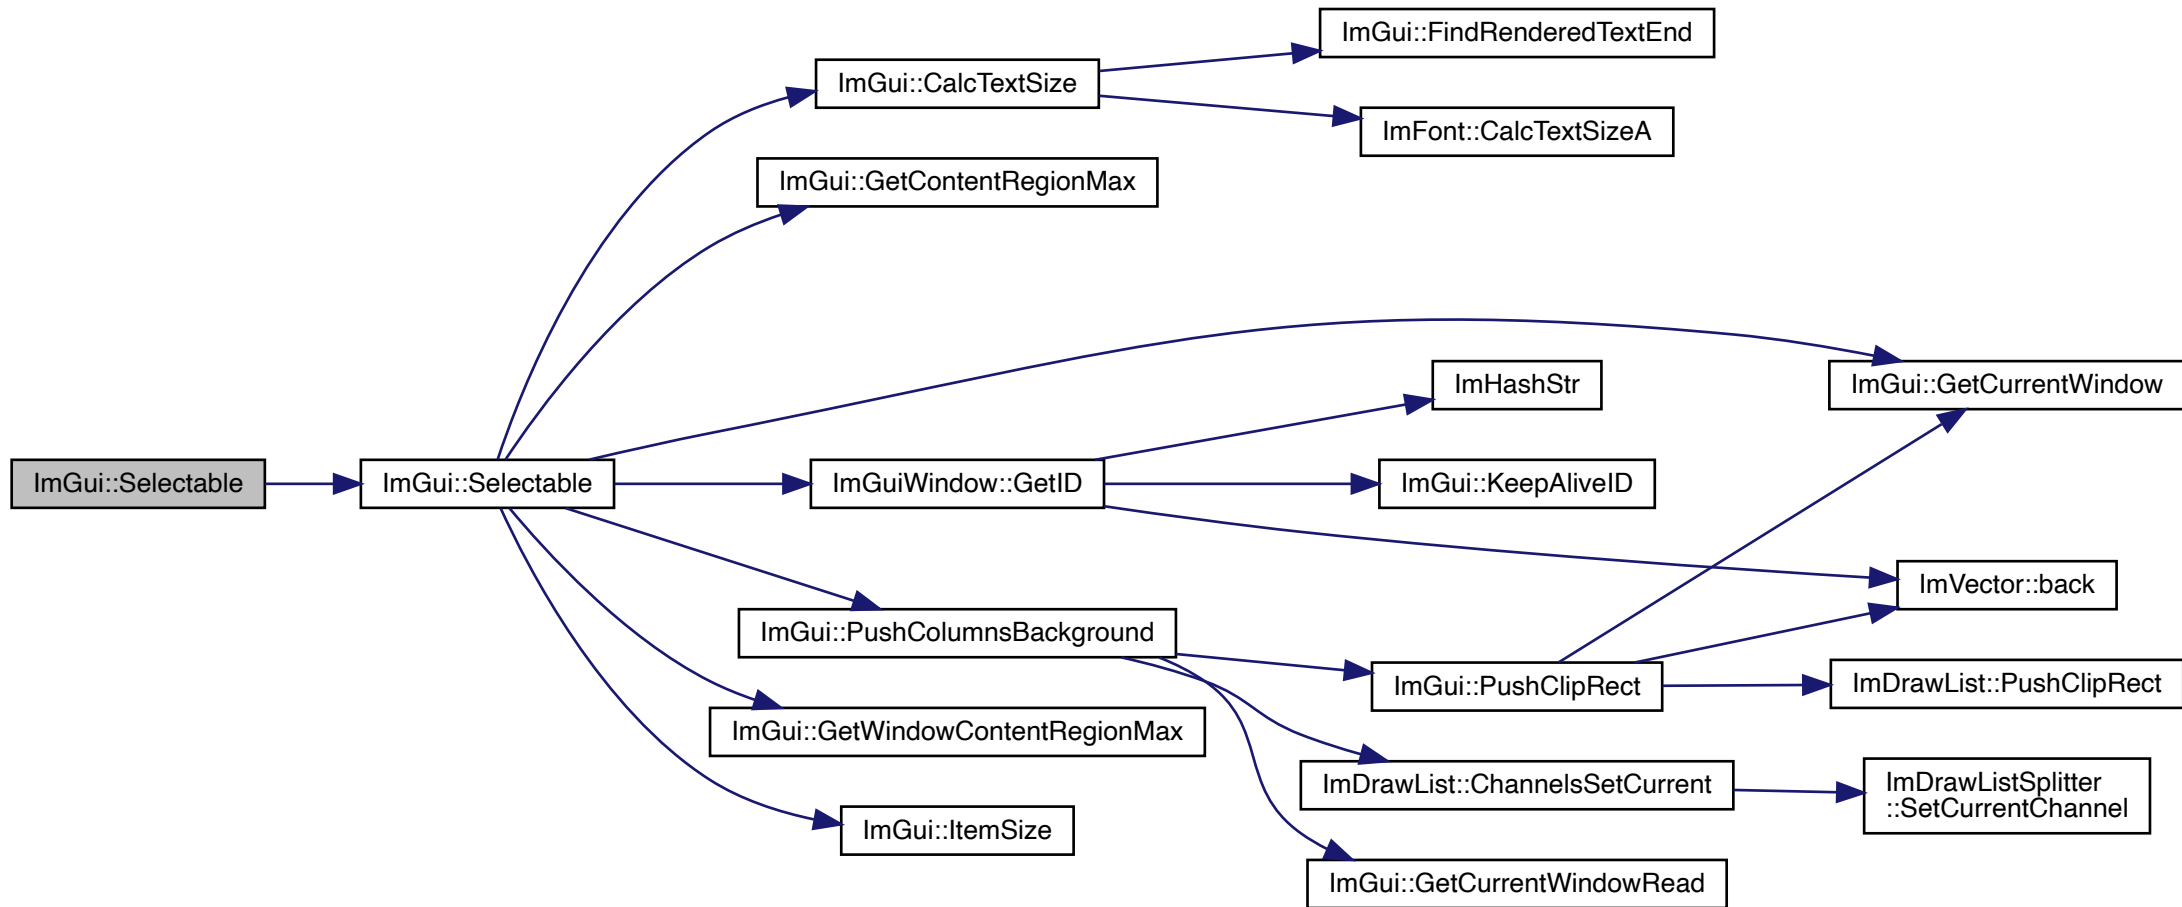 ImGui::FindRenderedTextEnd
ImGui::CalcTextSize
ImFont::CalcTextSizeA
ImGui::GetContentRegionMax
ImHashStr
ImGui::GetCurrentWindow
ImGui::Selectable
ImGui::Selectable
ImGuiWindow::GetID
ImGui::KeepAliveID
ImVector::back
ImGui::PushColumnsBackground
ImGui::PushClipRect
ImDrawList::PushClipRect
ImGui::GetWindowContentRegionMax
ImDrawList::ChannelsSetCurrent
ImDrawListSplitter
::SetCurrentChannel
ImGui::ItemSize
ImGui::GetCurrentWindowRead